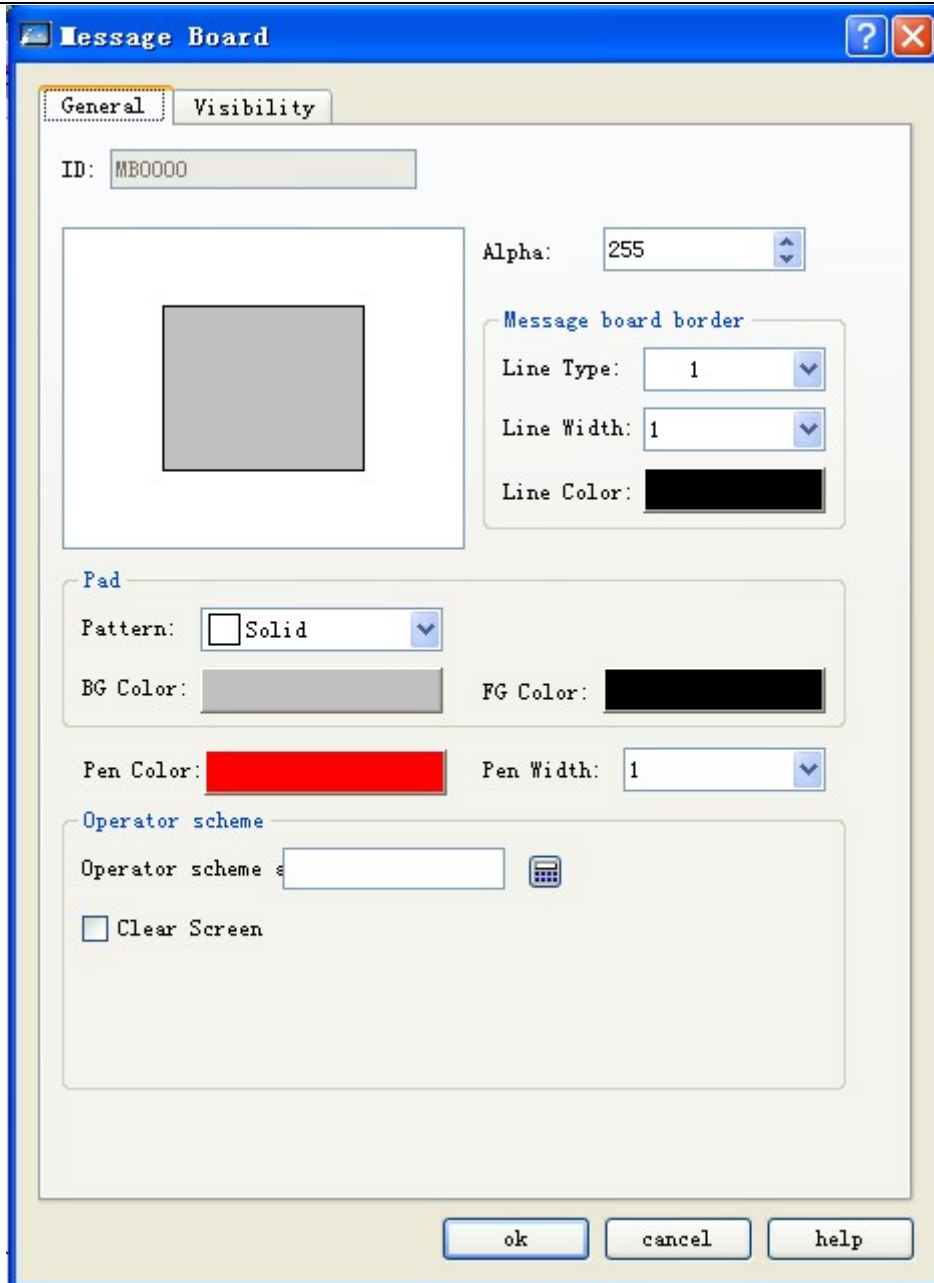 Message Board
General Visibility
ID: MB0000
Alpha: 255
Message board border
Line Type: 1
Line Width: 1
Line Color:
Pad
Pattern: Solid
BG Color: FG Color:
Pen Color: Pen Width: 1
Operator scheme
Operator scheme
Clear Screen
ok cancel help